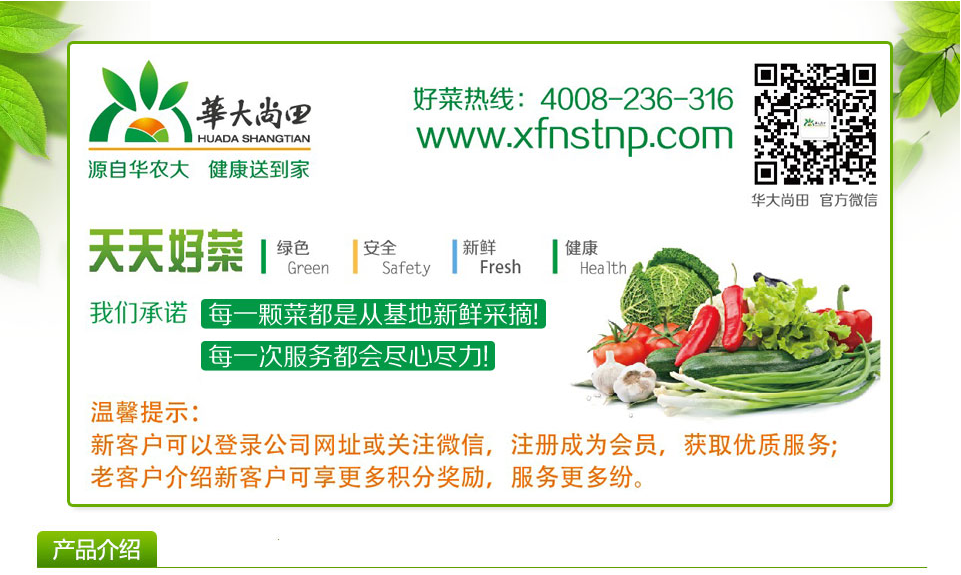 華大尚田
HUADA SHANGTIAN
源自华农大 健康送到家
好菜热线：4008-236-316
www.xfnstnp.com
华大尚田 官方微信
天天好菜
绿色 Green
安全 Safety
新鲜 Fresh
健康 Health
我们承诺 每一颗菜都是从基地新鲜采摘!
每一次服务都会尽心尽力!
温馨提示：
新客户可以登录公司网址或关注微信，注册成为会员，获取优质服务;
老客户介绍新客户可享更多积分奖励，服务更多纷。
产品介绍